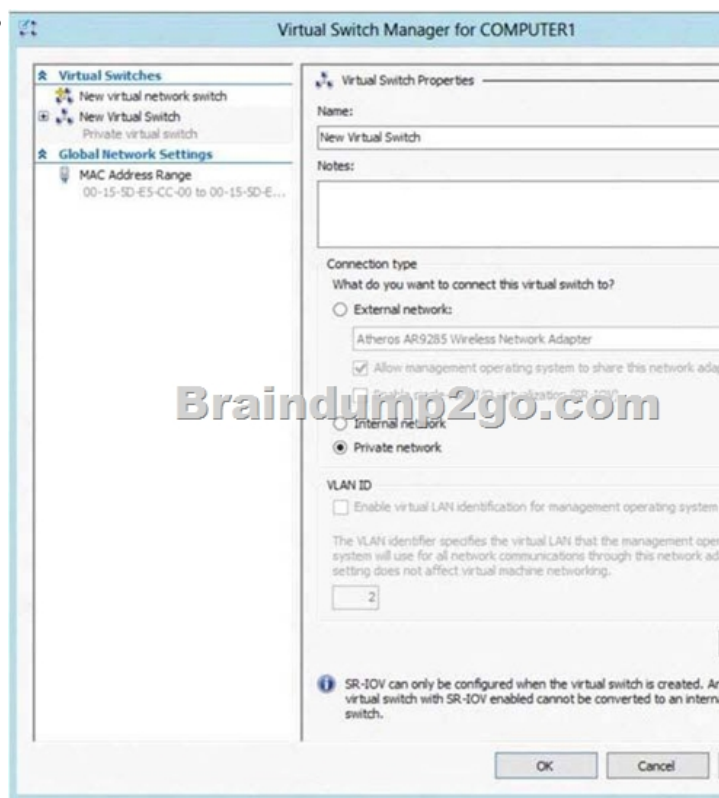 Virtual Switch Manager for COMPUTER1
Virtual Switches
New virtual network switch
New Virtual Switch
Private virtual switch
Global Network Settings
MAC Address Range
00-15-5D-E5-CC-00 to 00-15-5D-E...
Virtual Switch Properties
Name:
New Virtual Switch
Notes:
Connection type
What do you want to connect this virtual switch to?
External network:
Atheros AR9285 Wireless Network Adapter
Allow management operating system to share this network adap
Braindump2go.com
Internal network
Private network
VLAN ID
Enable virtual LAN identification for management operating system
The VLAN identifier specifies the virtual LAN that the management oper
system will use for all network communications through this network ad
setting does not affect virtual machine networking.
2
SR-IOV can only be configured when the virtual switch is created. An
virtual switch with SR-IOV enabled cannot be converted to an interna
switch.
OK
Cancel